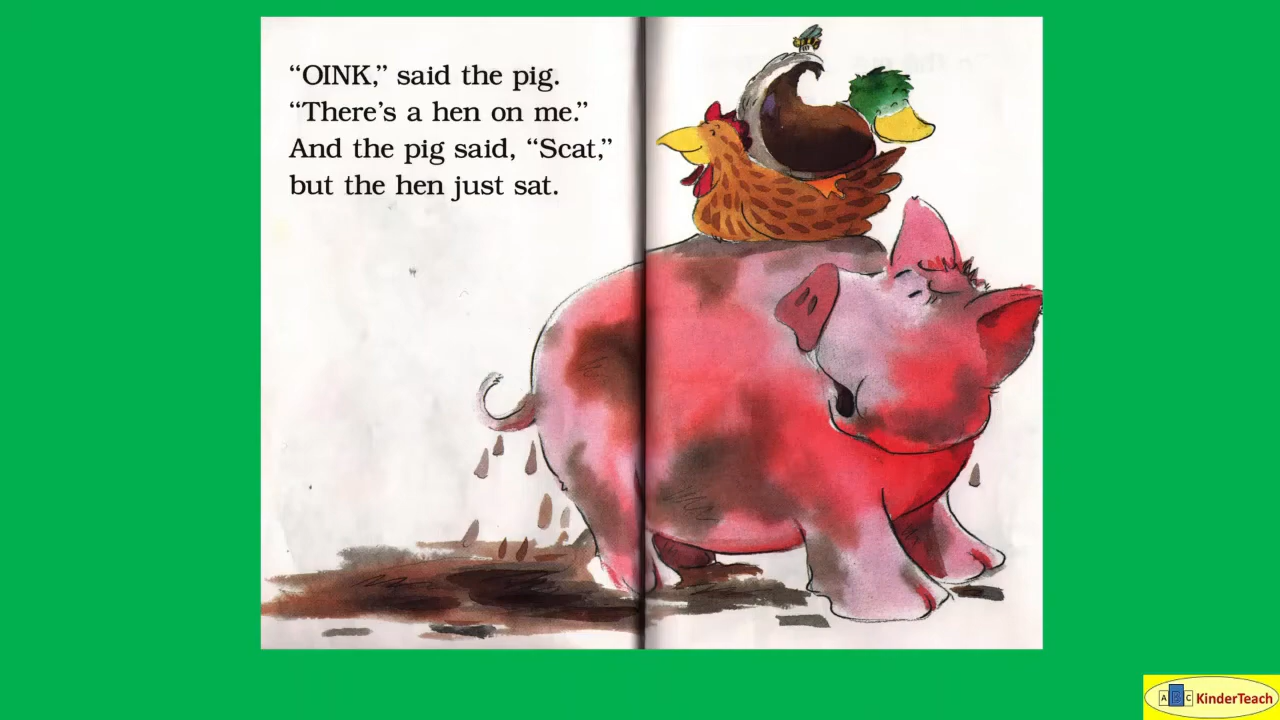 “OINK,” said the pig.
“There’s a hen on me.”
And the pig said, “Scat,”
but the hen just sat.
ABC KinderTeach